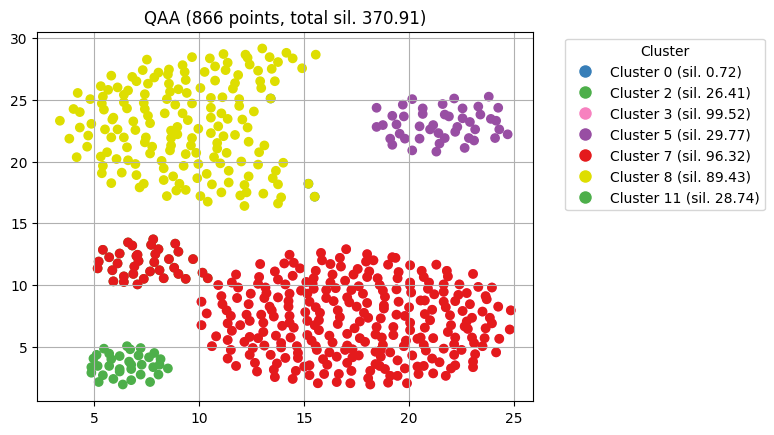 QAA (866 points, total sil. 370.91)
30
25
20
15
10
5
5
10
15
20
25
Cluster
Cluster 0 (sil. 0.72)
Cluster 2 (sil. 26.41)
Cluster 3 (sil. 99.52)
Cluster 5 (sil. 29.77)
Cluster 7 (sil. 96.32)
Cluster 8 (sil. 89.43)
Cluster 11 (sil. 28.74)